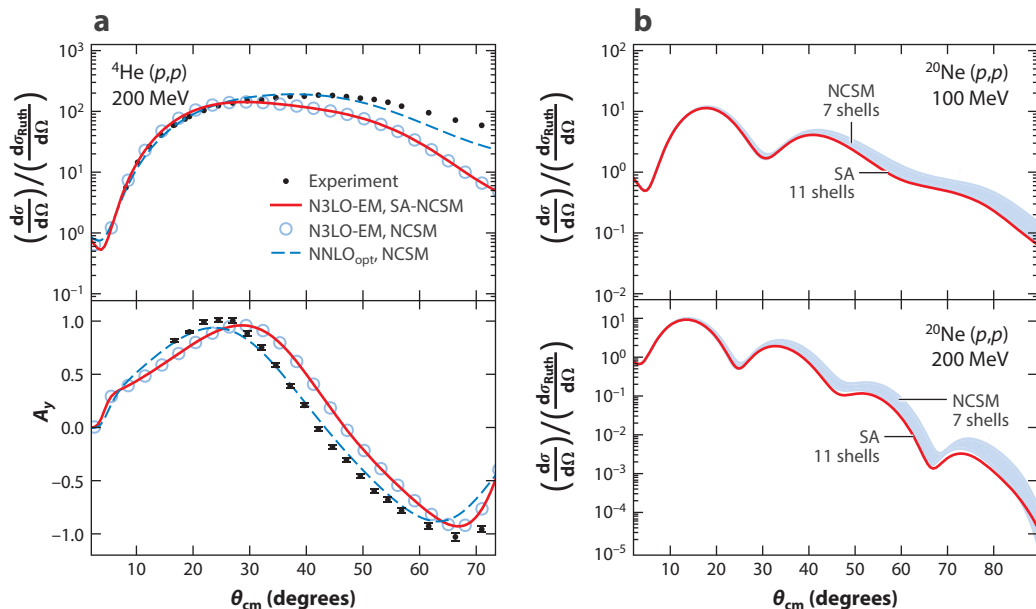 a
10³
10²
10¹
10⁰
10⁻¹
(dσ/dΩ)/(dσRuth/dΩ)
⁴He (p,p)
200 MeV
Experiment
N3LO-EM, SA-NCSM
N3LO-EM, NCSM
NNLOopt, NCSM
1.0
0.5
0.0
−0.5
−1.0
Ay
10 20 30 40 50 60 70
θcm (degrees)
b
10²
10¹
10⁰
10⁻¹
10⁻²
(dσ/dΩ)/(dσRuth/dΩ)
²⁰Ne (p,p)
100 MeV
NCSM
7 shells
SA
11 shells
10¹
10⁰
10⁻¹
10⁻²
10⁻³
10⁻⁴
10⁻⁵
(dσ/dΩ)/(dσRuth/dΩ)
²⁰Ne (p,p)
200 MeV
NCSM
7 shells
SA
11 shells
10 20 30 40 50 60 70 80
θcm (degrees)